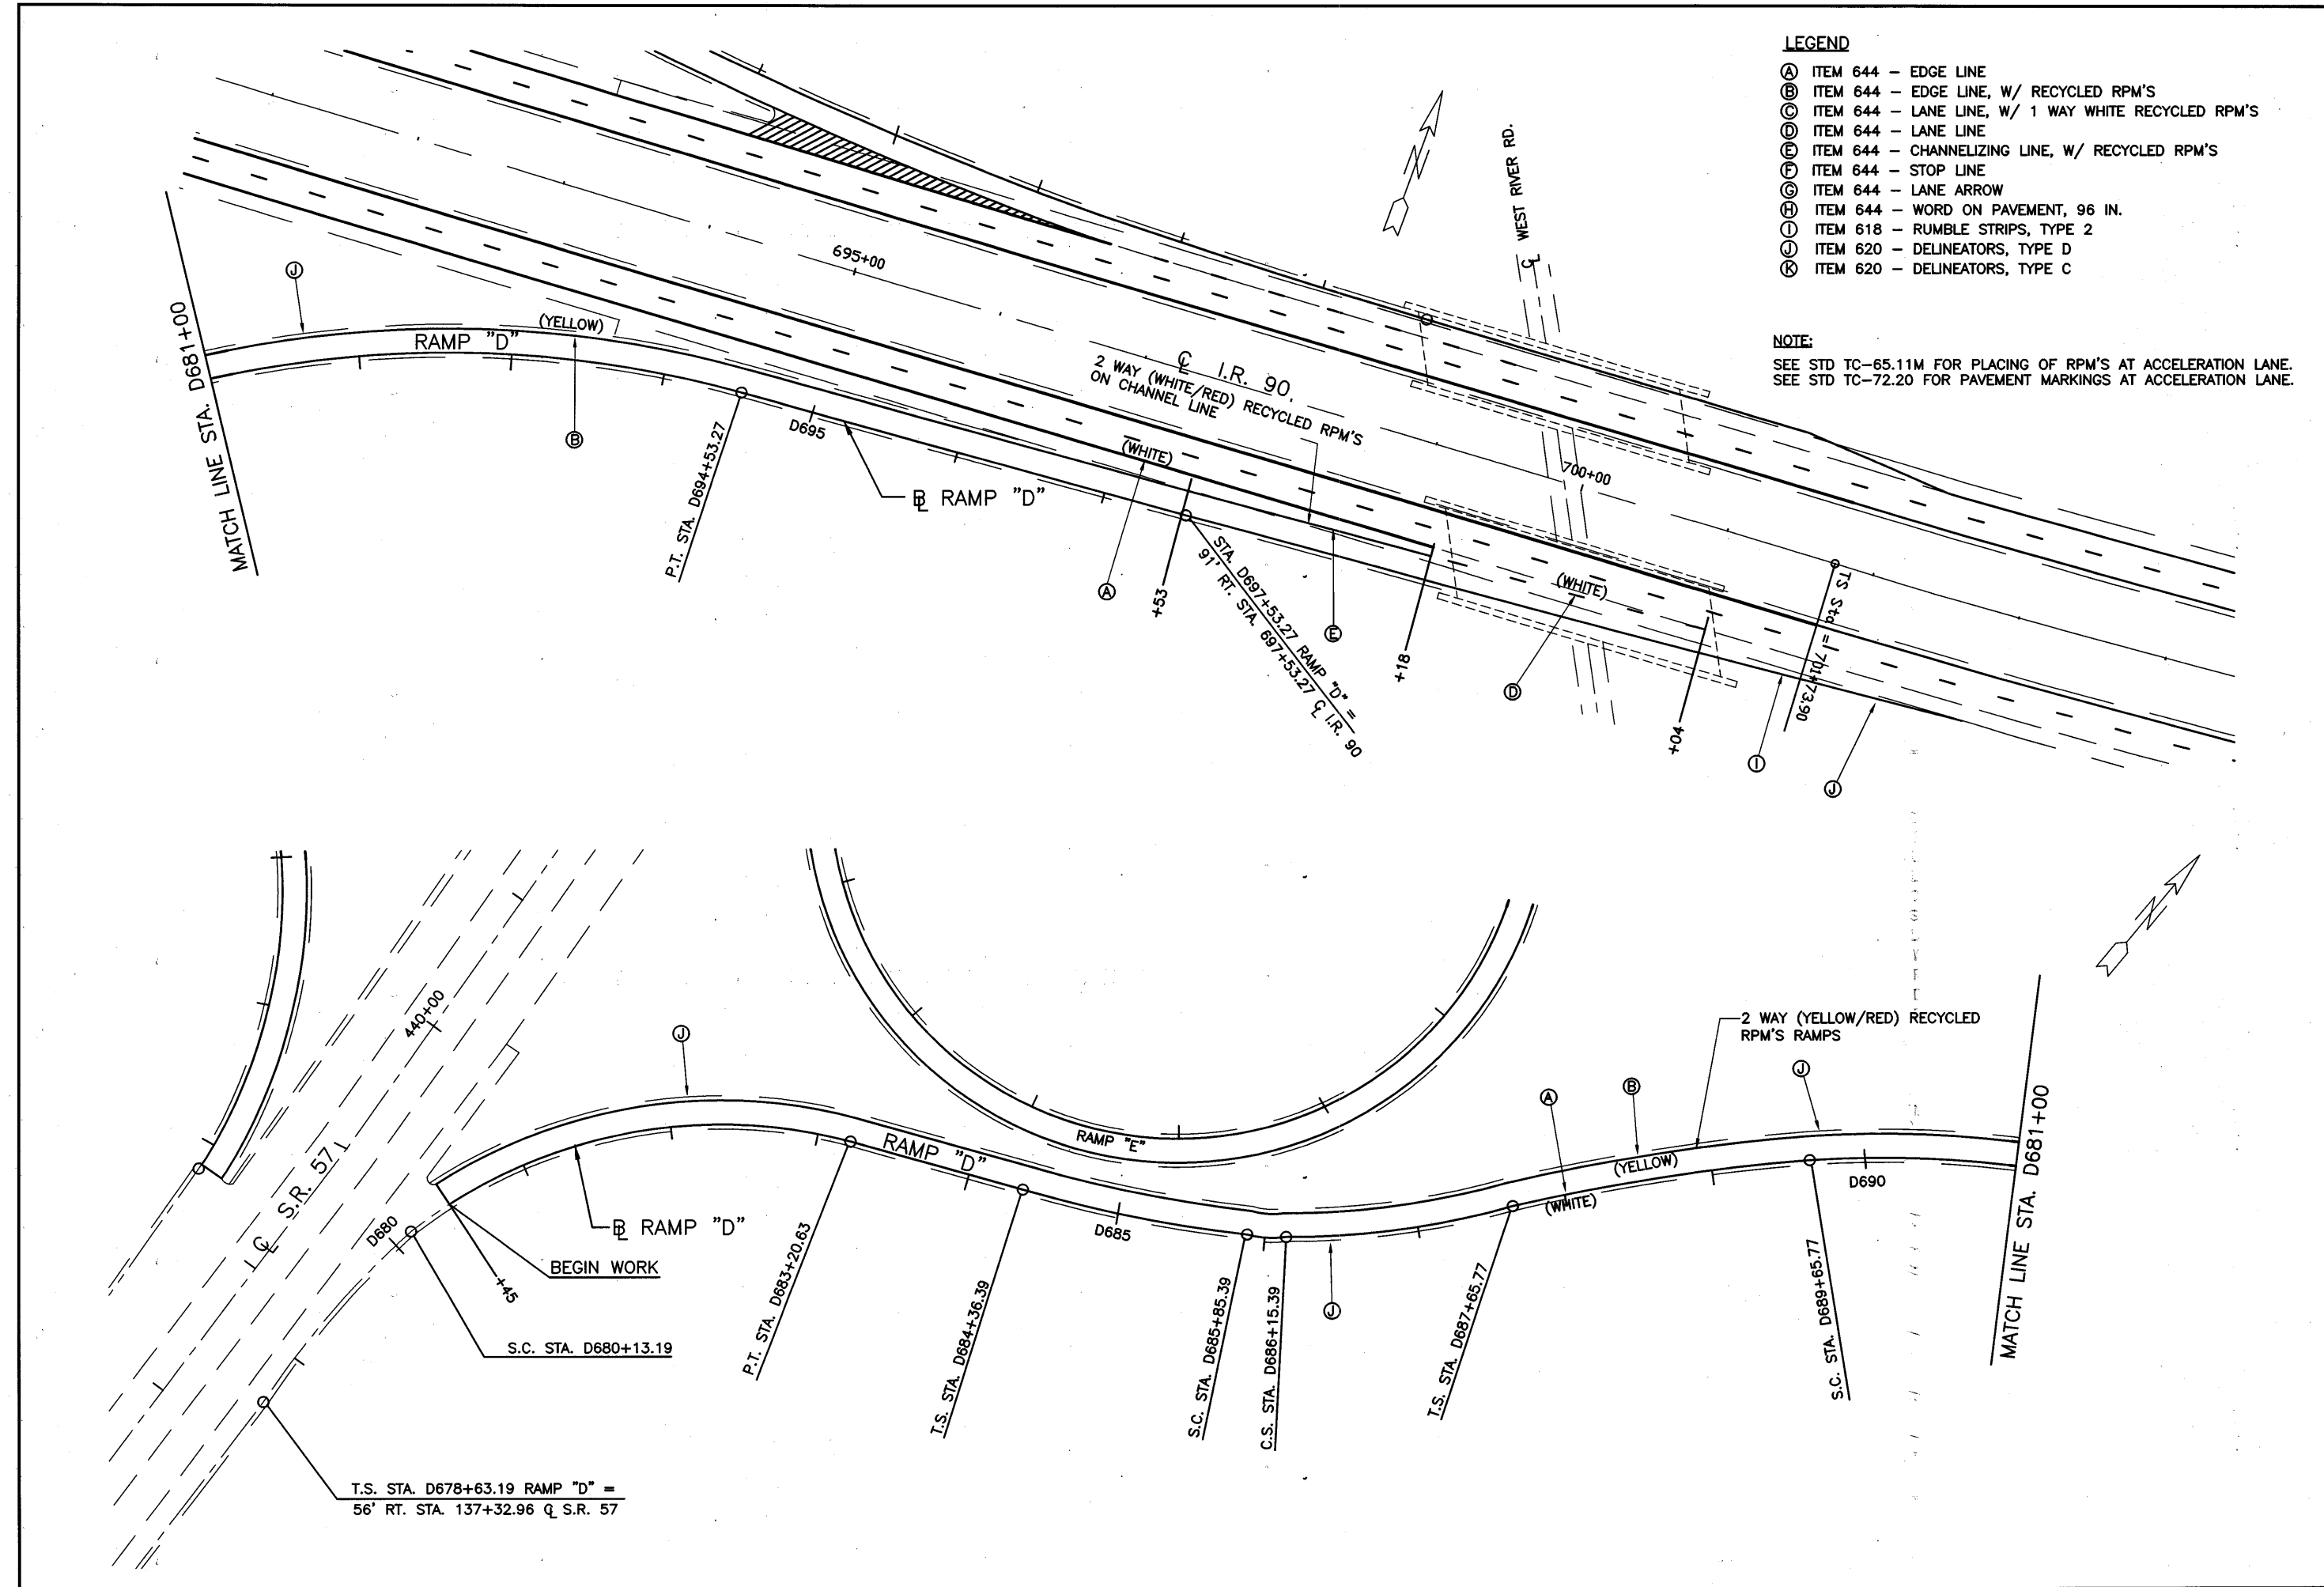 LEGEND
Ⓐ ITEM 644 – EDGE LINE
Ⓑ ITEM 644 – EDGE LINE, W/ RECYCLED RPM'S
Ⓒ ITEM 644 – LANE LINE, W/ 1 WAY WHITE RECYCLED RPM'S
Ⓓ ITEM 644 – LANE LINE
Ⓔ ITEM 644 – CHANNELIZING LINE, W/ RECYCLED RPM'S
Ⓕ ITEM 644 – STOP LINE
Ⓖ ITEM 644 – LANE ARROW
Ⓗ ITEM 644 – WORD ON PAVEMENT, 96 IN.
Ⓘ ITEM 618 – RUMBLE STRIPS, TYPE 2
Ⓙ ITEM 620 – DELINEATORS, TYPE D
Ⓚ ITEM 620 – DELINEATORS, TYPE C
NOTE:
SEE STD TC–65.11M FOR PLACING OF RPM'S AT ACCELERATION LANE.
SEE STD TC–72.20 FOR PAVEMENT MARKINGS AT ACCELERATION LANE.
N
℄ WEST RIVER RD.
695+00
Ⓙ
(YELLOW)
RAMP "D"
MATCH LINE STA. D681+00
Ⓑ
P.T. STA. D694+53.27
D695
B̲L RAMP "D"
℄ I.R. 90
2 WAY (WHITE/RED) RECYCLED RPM'S
ON CHANNEL LINE
(WHITE)
Ⓐ
+53
STA. D697+53.27 RAMP "D" =
91' RT. STA. 697+53.27 ℄ I.R. 90
Ⓔ
+18
700+00
(WHITE)
Ⓓ
+04
TS Sta = 701+73.90
Ⓘ
Ⓙ
N
440+00
℄ S.R. 57
D680
+45
BEGIN WORK
S.C. STA. D680+13.19
T.S. STA. D678+63.19 RAMP "D" =
56' RT. STA. 137+32.96 ℄ S.R. 57
BL RAMP "D"
Ⓙ
P.T. STA. D683+20.63
RAMP "D"
T.S. STA. D684+36.39
D685
RAMP "E"
S.C. STA. D685+85.39
C.S. STA. D686+15.39
Ⓙ
T.S. STA. D687+65.77
Ⓐ
Ⓑ
(YELLOW)
(WHITE)
2 WAY (YELLOW/RED) RECYCLED
RPM'S RAMPS
Ⓙ
D690
S.C. STA. D689+65.77
MATCH LINE STA. D681+00